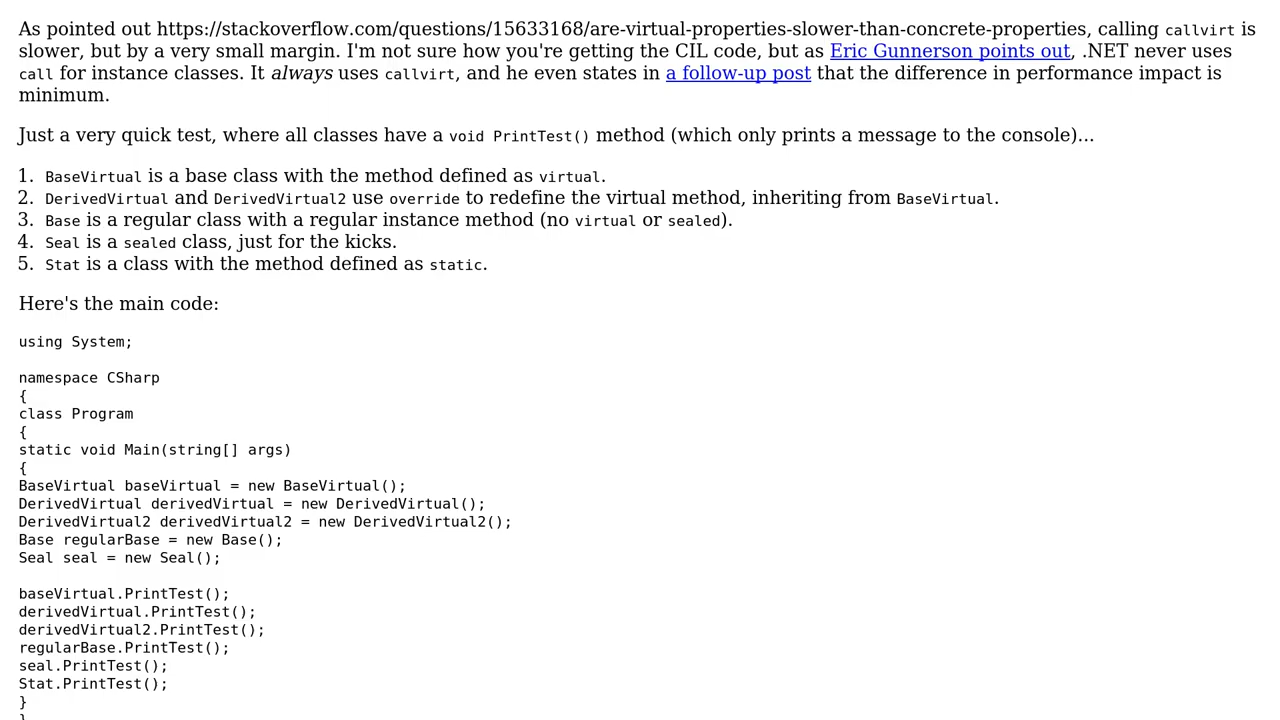 As pointed out https://stackoverflow.com/questions/15633168/are-virtual-properties-slower-than-concrete-properties, calling callvirt is
slower, but by a very small margin. I'm not sure how you're getting the CIL code, but as Eric Gunnerson points out, .NET never uses
call for instance classes. It always uses callvirt, and he even states in a follow-up post that the difference in performance impact is
minimum.
Just a very quick test, where all classes have a void PrintTest() method (which only prints a message to the console)...
1. BaseVirtual is a base class with the method defined as virtual.
2. DerivedVirtual and DerivedVirtual2 use override to redefine the virtual method, inheriting from BaseVirtual.
3. Base is a regular class with a regular instance method (no virtual or sealed).
4. Seal is a sealed class, just for the kicks.
5. Stat is a class with the method defined as static.
Here's the main code:
using System;
namespace CSharp
{
class Program
{
static void Main(string[] args)
{
BaseVirtual baseVirtual = new BaseVirtual();
DerivedVirtual derivedVirtual = new DerivedVirtual();
DerivedVirtual2 derivedVirtual2 = new DerivedVirtual2();
Base regularBase = new Base();
Seal seal = new Seal();
baseVirtual.PrintTest();
derivedVirtual.PrintTest();
derivedVirtual2.PrintTest();
regularBase.PrintTest();
seal.PrintTest();
Stat.PrintTest();
}
}